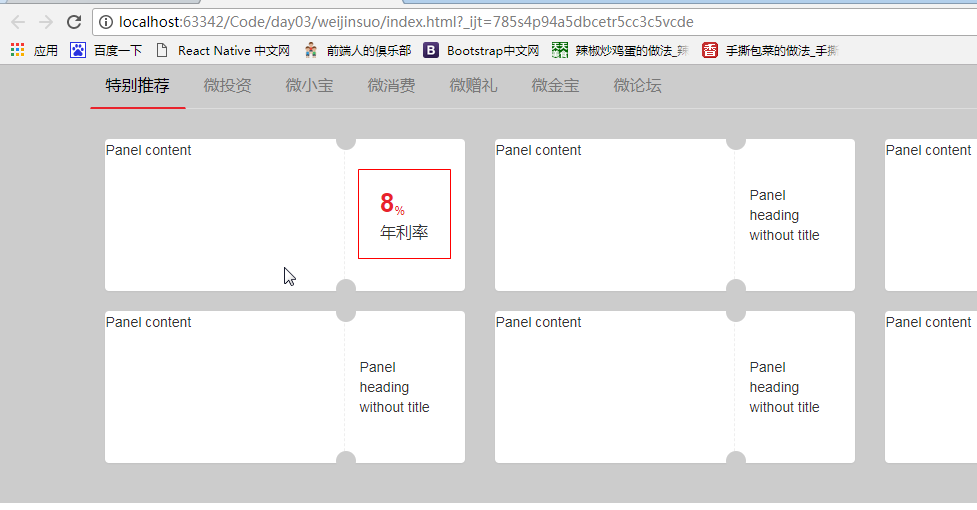 localhost:63342/Code/day03/weijinsuo/index.html?_ijt=785s4p94a5dbcetr5cc3c5vcde
应用 百度一下 React Native 中文网 前端人的俱乐部 B Bootstrap中文网 辣椒炒鸡蛋的做法_辣 香 手撕包菜的做法_手撕
特别推荐 微投资 微小宝 微消费 微赠礼 微金宝 微论坛
Panel content
8%
年利率
Panel content
Panel
heading
without title
Panel content
Panel content
Panel
heading
without title
Panel content
Panel
heading
without title
Panel content